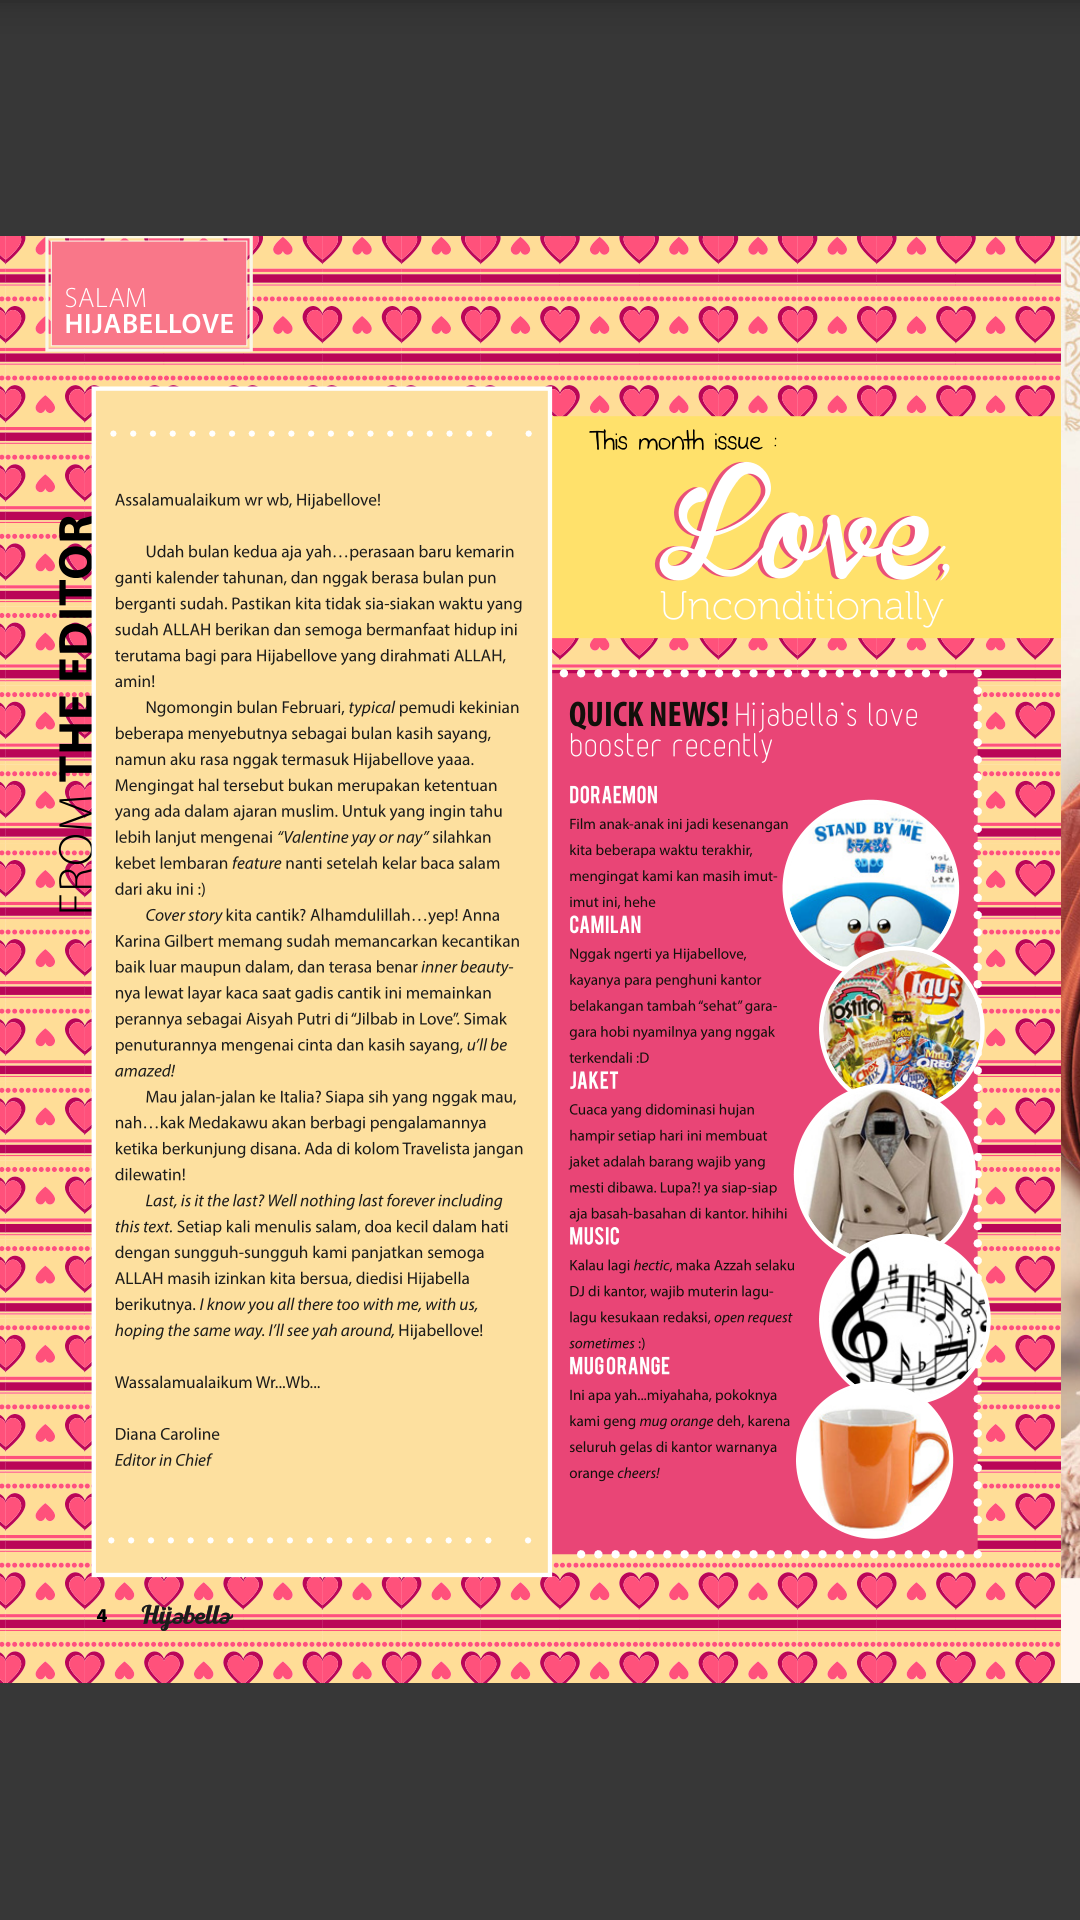 SALAM
HIJABELLOVE
FROM THE EDITOR
Assalamualaikum wr wb, Hijabellove!
Udah bulan kedua aja yah…perasaan baru kemarin
ganti kalender tahunan, dan nggak berasa bulan pun
berganti sudah. Pastikan kita tidak sia-siakan waktu yang
sudah ALLAH berikan dan semoga bermanfaat hidup ini
terutama bagi para Hijabellove yang dirahmati ALLAH,
amin!
Ngomongin bulan Februari, typical pemudi kekinian
beberapa menyebutnya sebagai bulan kasih sayang,
namun aku rasa nggak termasuk Hijabellove yaaa.
Mengingat hal tersebut bukan merupakan ketentuan
yang ada dalam ajaran muslim. Untuk yang ingin tahu
lebih lanjut mengenai “Valentine yay or nay” silahkan
kebet lembaran feature nanti setelah kelar baca salam
dari aku ini :)
Cover story kita cantik? Alhamdulillah…yep! Anna
Karina Gilbert memang sudah memancarkan kecantikan
baik luar maupun dalam, dan terasa benar inner beauty-
nya lewat layar kaca saat gadis cantik ini memainkan
perannya sebagai Aisyah Putri di “Jilbab in Love”. Simak
penuturannya mengenai cinta dan kasih sayang, u’ll be
amazed!
Mau jalan-jalan ke Italia? Siapa sih yang nggak mau,
nah…kak Medakawu akan berbagi pengalamannya
ketika berkunjung disana. Ada di kolom Travelista jangan
dilewatin!
Last, is it the last? Well nothing last forever including
this text. Setiap kali menulis salam, doa kecil dalam hati
dengan sungguh-sungguh kami panjatkan semoga
ALLAH masih izinkan kita bersua, diedisi Hijabella
berikutnya. I know you all there too with me, with us,
hoping the same way. I’ll see yah around, Hijabellove!
Wassalamualaikum Wr...Wb...
Diana Caroline
Editor in Chief
This month issue :
Love,
Unconditionally
QUICK NEWS! Hijabella's love
booster recently
DORAEMON
Film anak-anak ini jadi kesenangan
kita beberapa waktu terakhir,
mengingat kami kan masih imut-
imut ini, hehe
STAND BY ME
ドラえもん
CAMILAN
Nggak ngerti ya Hijabellove,
kayanya para penghuni kantor
belakangan tambah “sehat” gara-
gara hobi nyamilnya yang nggak
terkendali :D
Lay's
TOSTITOS
Chex
MIX
Mini
OREO
Chips
JAKET
Cuaca yang didominasi hujan
hampir setiap hari ini membuat
jaket adalah barang wajib yang
mesti dibawa. Lupa?! ya siap-siap
aja basah-basahan di kantor. hihihi
MUSIC
Kalau lagi hectic, maka Azzah selaku
DJ di kantor, wajib muterin lagu-
lagu kesukaan redaksi, open request
sometimes :)
MUG ORANGE
Ini apa yah...miyahaha, pokoknya
kami geng mug orange deh, karena
seluruh gelas di kantor warnanya
orange cheers!
4 Hijabella